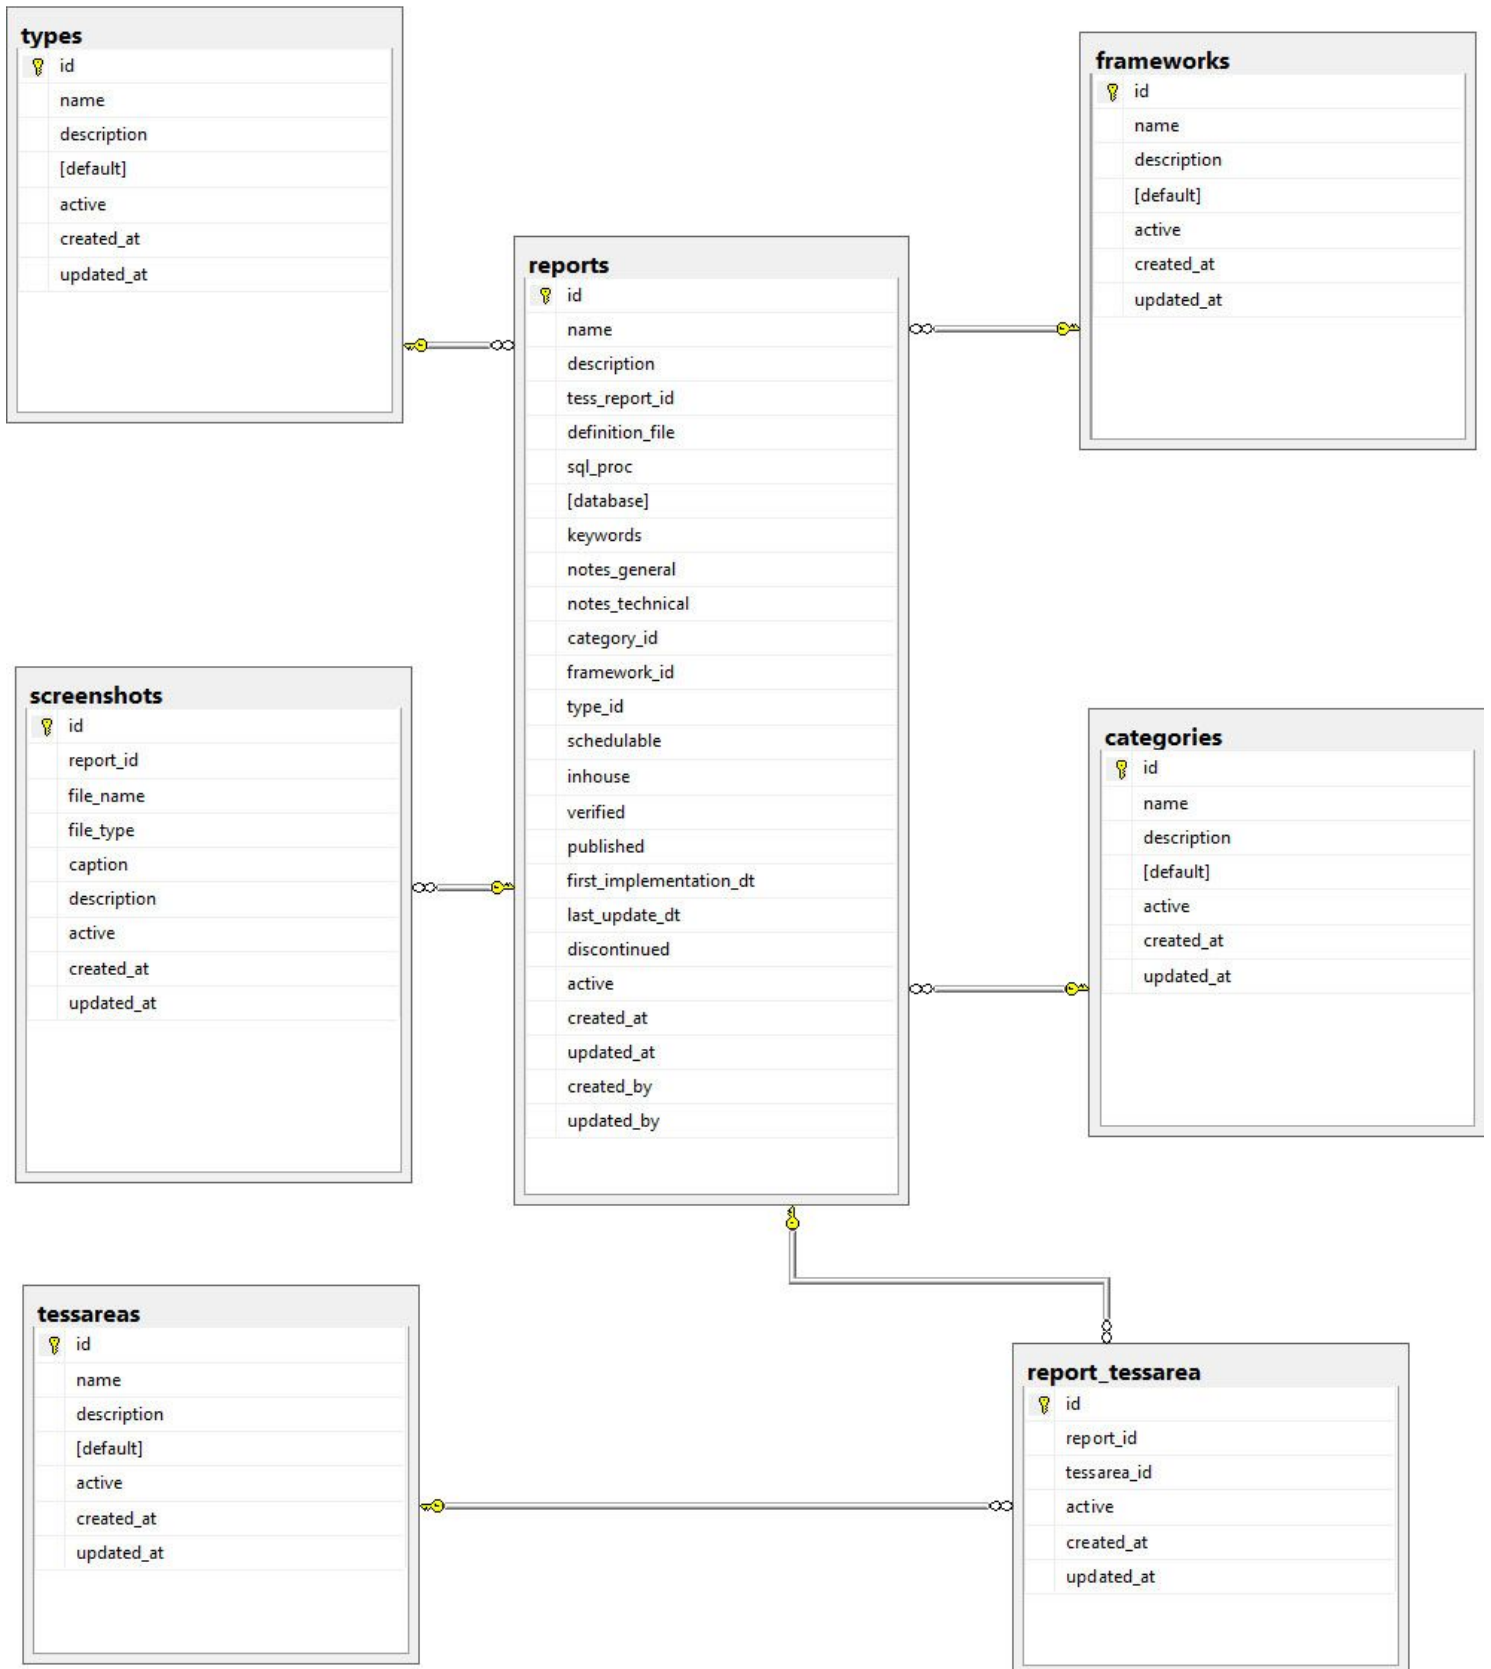 types
id
name
description
[default]
active
created_at
updated_at
frameworks
id
name
description
[default]
active
created_at
updated_at
reports
id
name
description
tess_report_id
definition_file
sql_proc
[database]
keywords
notes_general
notes_technical
category_id
framework_id
type_id
schedulable
inhouse
verified
published
first_implementation_dt
last_update_dt
discontinued
active
created_at
updated_at
created_by
updated_by
screenshots
id
report_id
file_name
file_type
caption
description
active
created_at
updated_at
categories
id
name
description
[default]
active
created_at
updated_at
tessareas
id
name
description
[default]
active
created_at
updated_at
report_tessarea
id
report_id
tessarea_id
active
created_at
updated_at